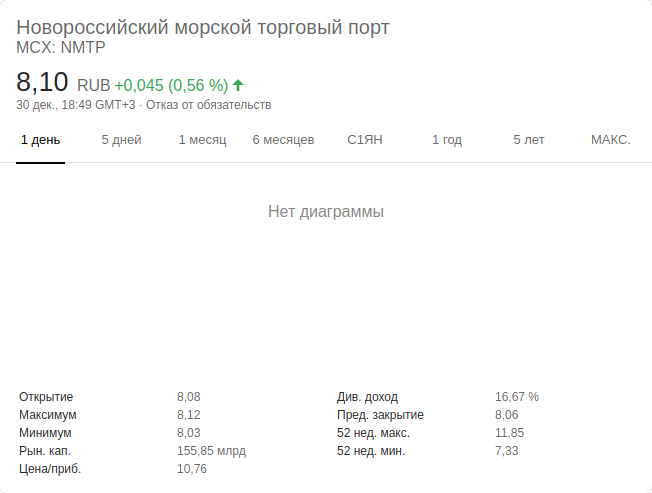 Новороссийский морской торговый порт
MCX: NMTP
8,10 RUB +0,045 (0,56 %)
30 дек., 18:49 GMT+3 · Отказ от обязательств
1 день 5 дней 1 месяц 6 месяцев С1ЯН 1 год 5 лет МАКС.
Нет диаграммы
Открытие 8,08 Див. доход 16,67 %
Максимум 8,12 Пред. закрытие 8,06
Минимум 8,03 52 нед. макс. 11,85
Рын. кап. 155,85 млрд 52 нед. мин. 7,33
Цена/приб. 10,76